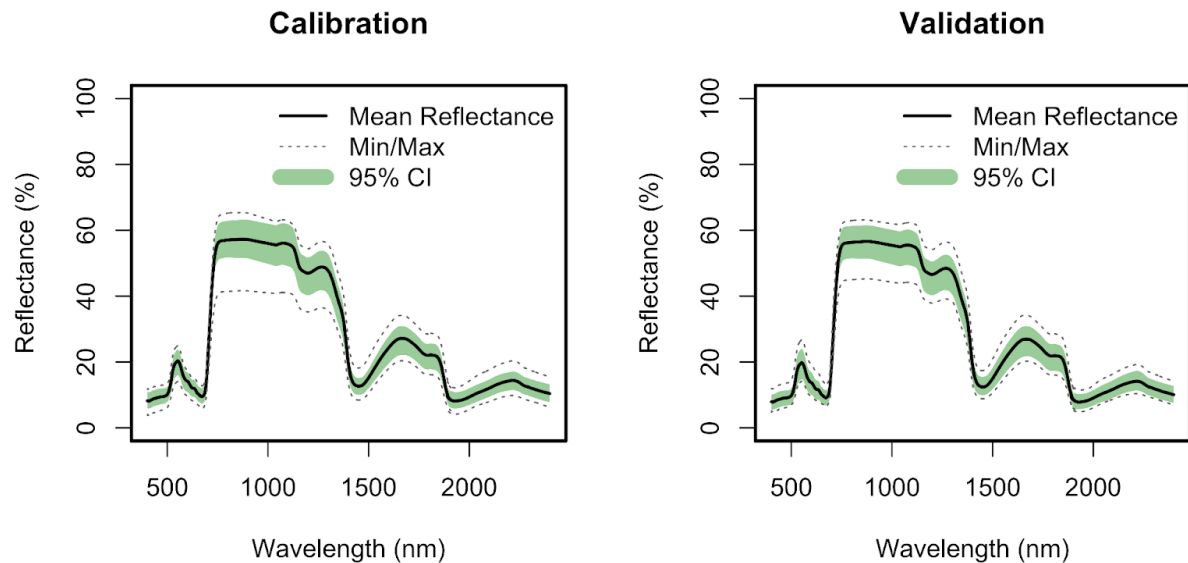 Calibration
Reflectance (%)
100
80
60
40
20
0
Mean Reflectance
Min/Max
95% CI
500 1000 1500 2000
Wavelength (nm)
Validation
Reflectance (%)
100
80
60
40
20
0
Mean Reflectance
Min/Max
95% CI
500 1000 1500 2000
Wavelength (nm)